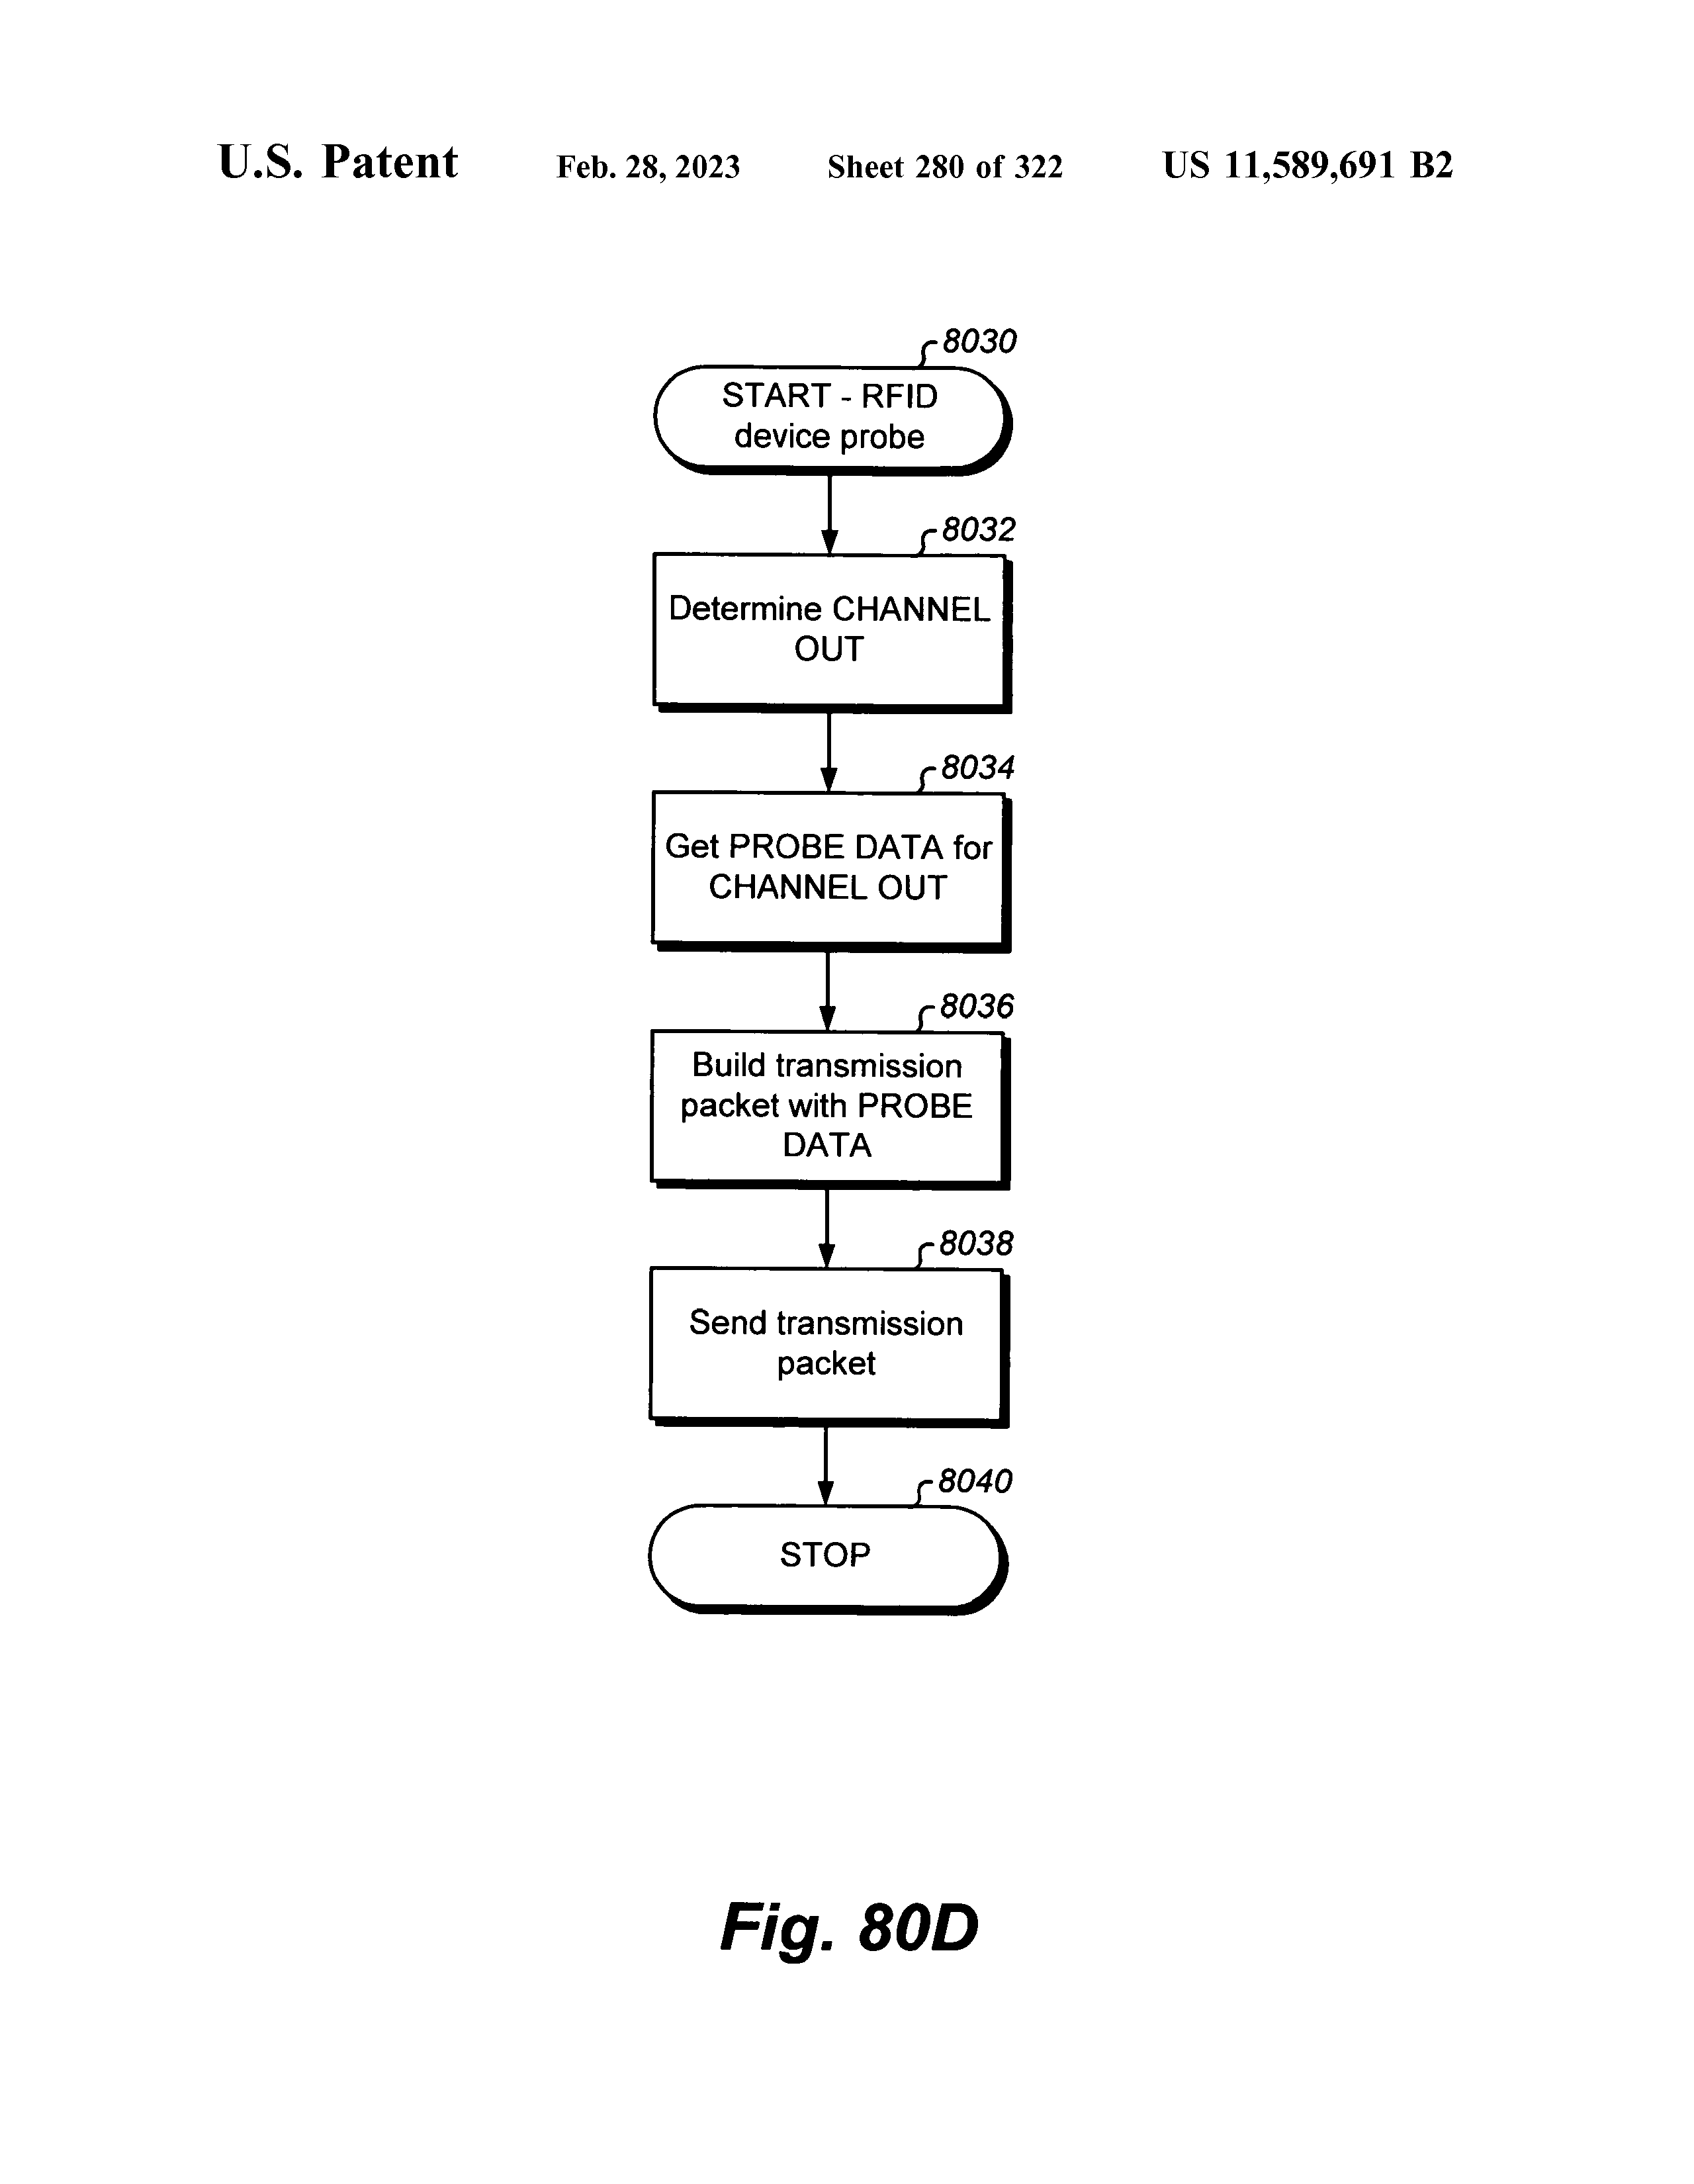 U.S. Patent Feb. 28, 2023 Sheet 280 of 322 US 11,589,691 B2
8030
START - RFID
device probe
8032
Determine CHANNEL
OUT
8034
Get PROBE DATA for
CHANNEL OUT
8036
Build transmission
packet with PROBE
DATA
8038
Send transmission
packet
8040
STOP
Fig. 80D